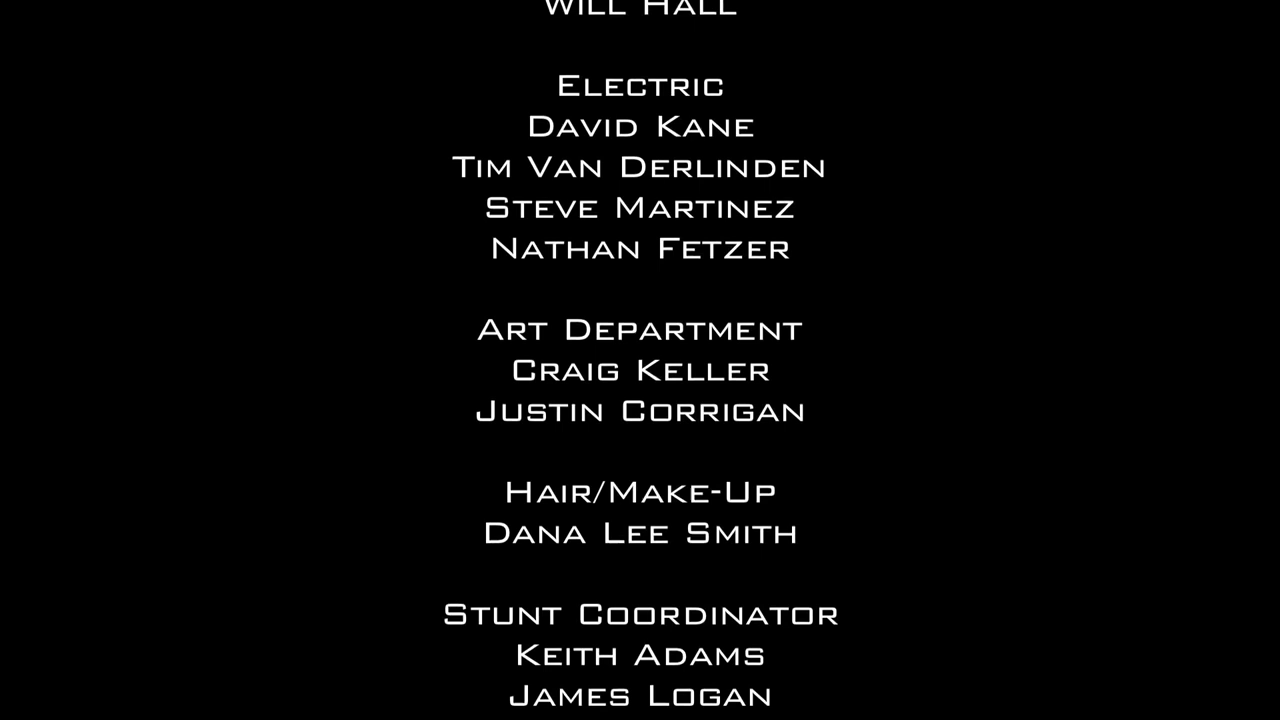 Will Hall
Electric
David Kane
Tim Van Derlinden
Steve Martinez
Nathan Fetzer
Art Department
Craig Keller
Justin Corrigan
Hair/Make-Up
Dana Lee Smith
Stunt Coordinator
Keith Adams
James Logan